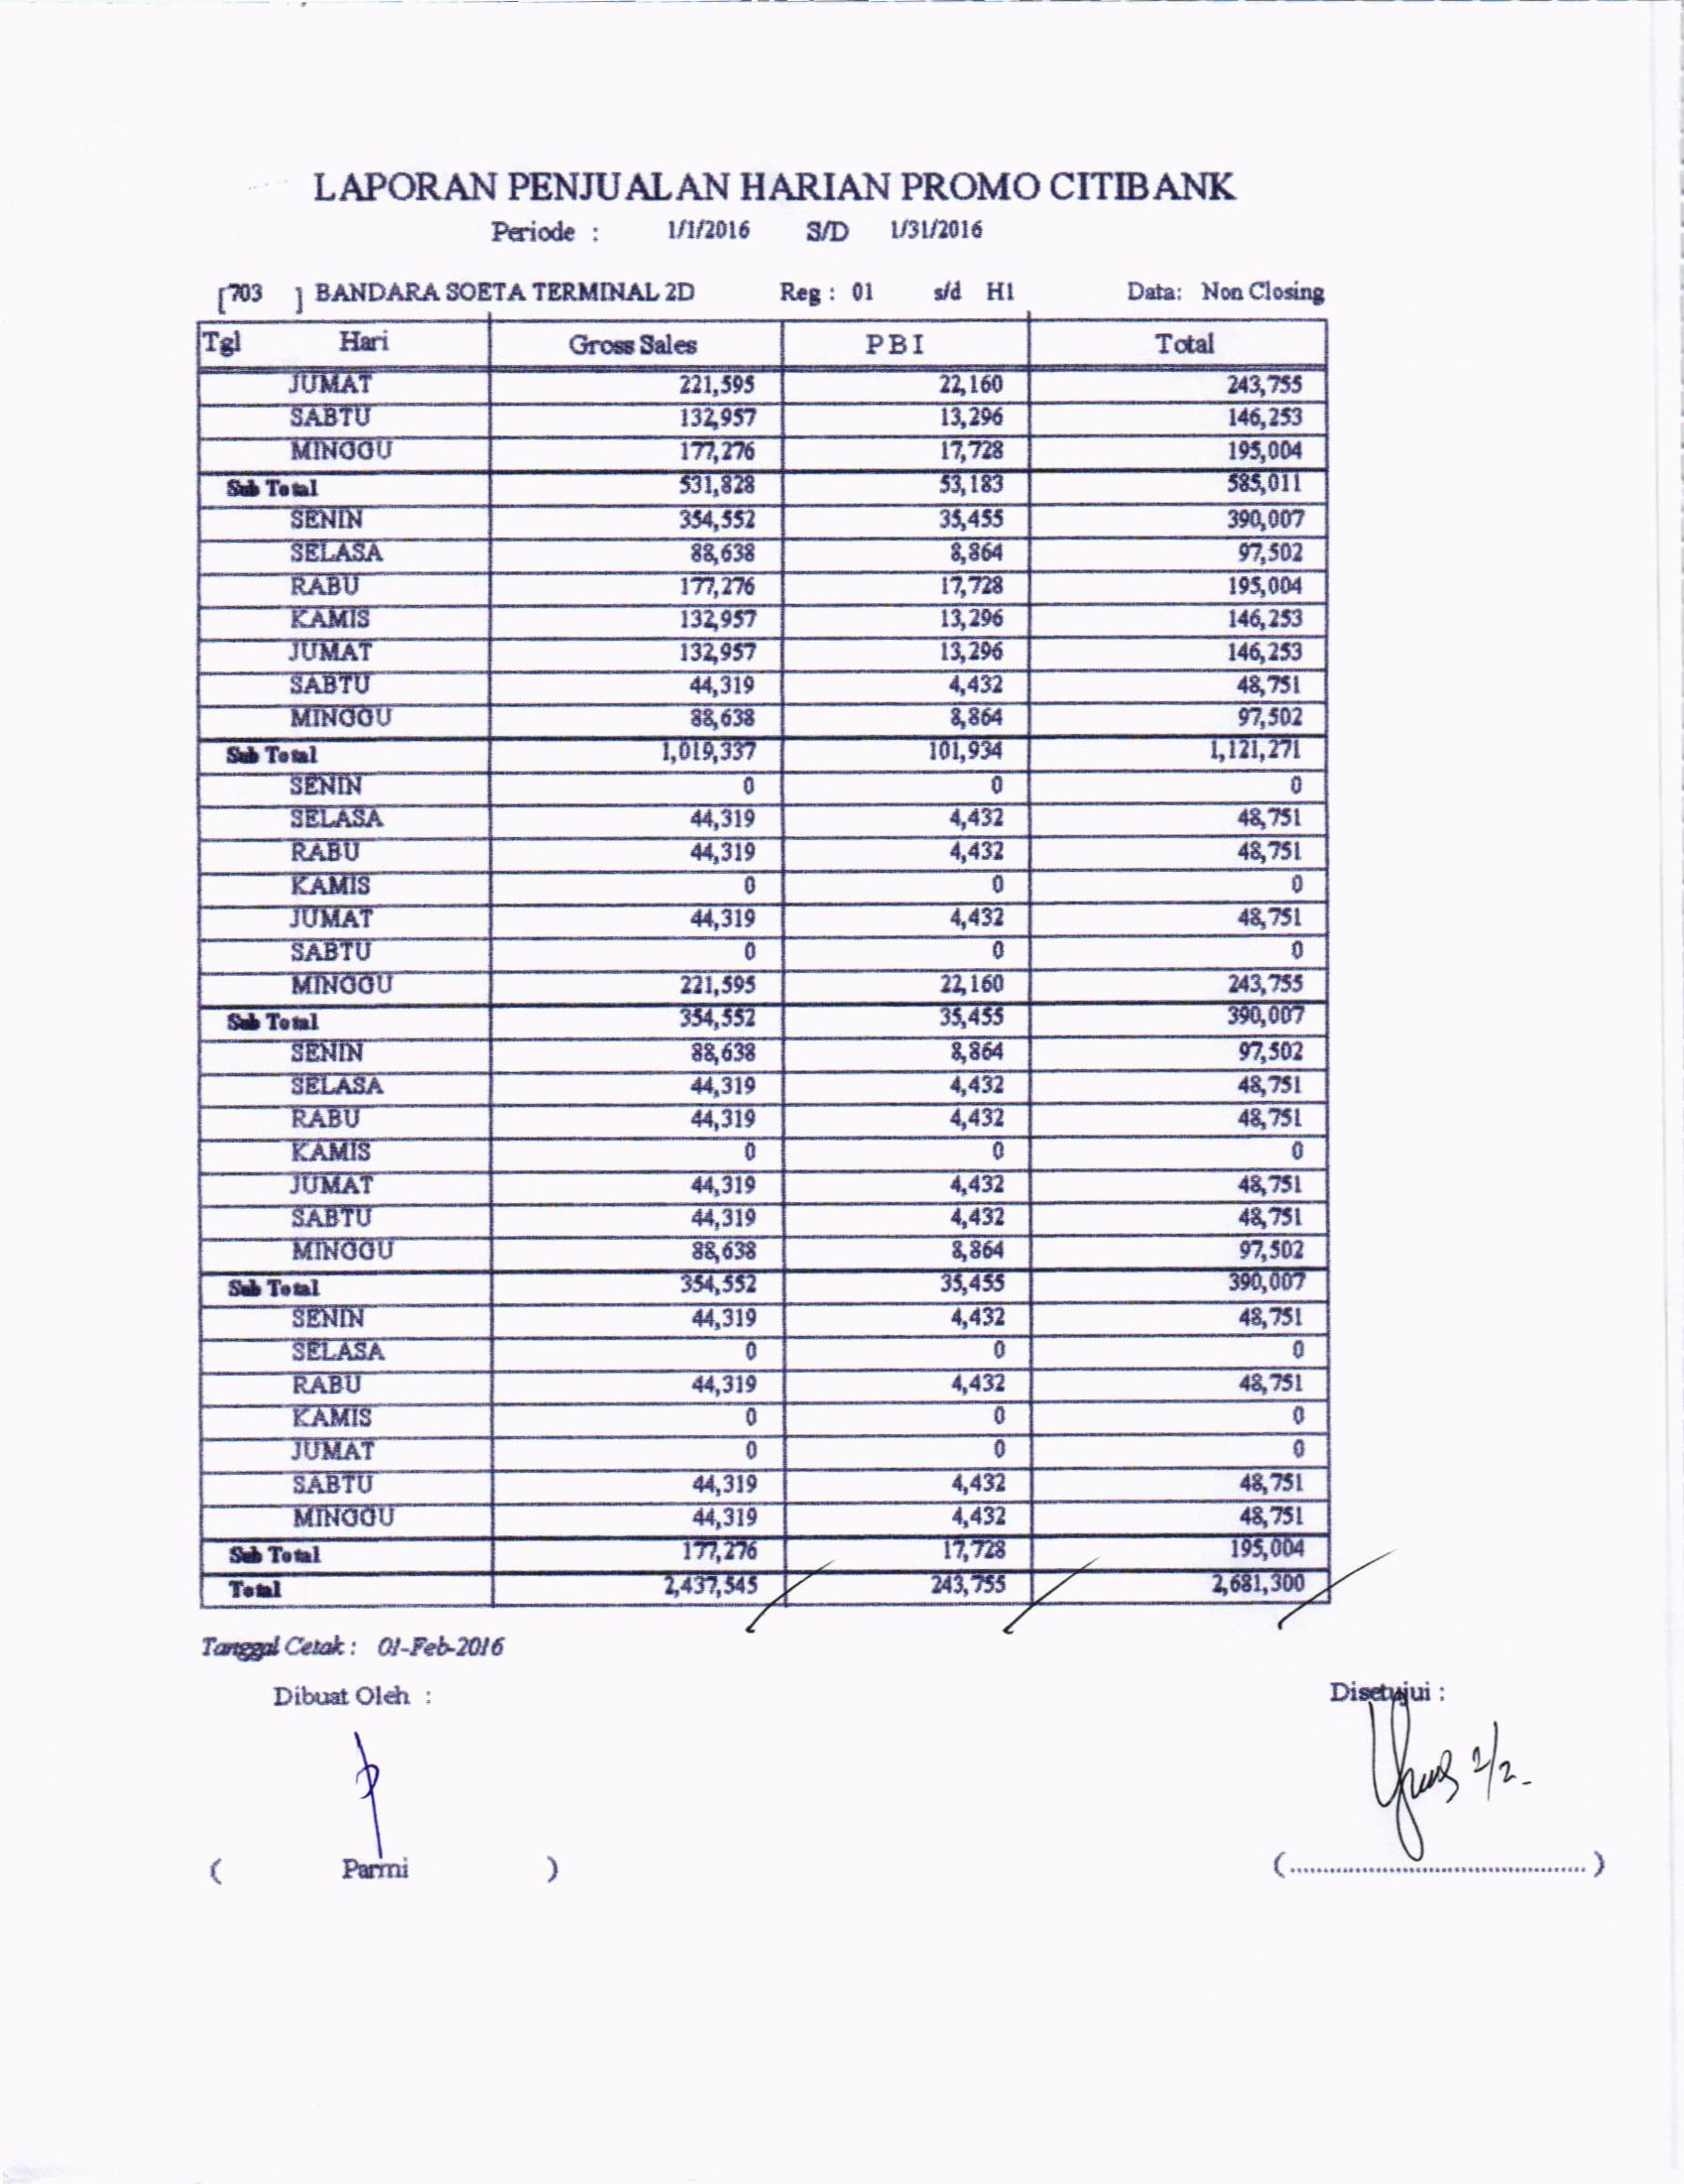 LAPORAN PENJUALAN HARIAN PROMO CITIBANK
Periode : 1/1/2016 S/D 1/31/2016
[703 ] BANDARA SOETA TERMINAL 2D Reg : 01 s/d H1 Data: Non Closing
Tgl Hari Gross Sales PBI Total
JUMAT 221,595 22,160 243,755
SABTU 132,957 13,296 146,253
MINGGU 177,276 17,728 195,004
Sub Total 531,828 53,183 585,011
SENIN 354,552 35,455 390,007
SELASA 88,638 8,864 97,502
RABU 177,276 17,728 195,004
KAMIS 132,957 13,296 146,253
JUMAT 132,957 13,296 146,253
SABTU 44,319 4,432 48,751
MINGGU 88,638 8,864 97,502
Sub Total 1,019,337 101,934 1,121,271
SENIN 0 0 0
SELASA 44,319 4,432 48,751
RABU 44,319 4,432 48,751
KAMIS 0 0 0
JUMAT 44,319 4,432 48,751
SABTU 0 0 0
MINGGU 221,595 22,160 243,755
Sub Total 354,552 35,455 390,007
SENIN 88,638 8,864 97,502
SELASA 44,319 4,432 48,751
RABU 44,319 4,432 48,751
KAMIS 0 0 0
JUMAT 44,319 4,432 48,751
SABTU 44,319 4,432 48,751
MINGGU 88,638 8,864 97,502
Sub Total 354,552 35,455 390,007
SENIN 44,319 4,432 48,751
SELASA 0 0 0
RABU 44,319 4,432 48,751
KAMIS 0 0 0
JUMAT 0 0 0
SABTU 44,319 4,432 48,751
MINGGU 44,319 4,432 48,751
Sub Total 177,276 17,728 195,004
Total 2,437,545 243,755 2,681,300
Tanggal Cetak : 01-Feb-2016
Dibuat Oleh : Disetujui :
2/2
( Parmi ) (............................................)